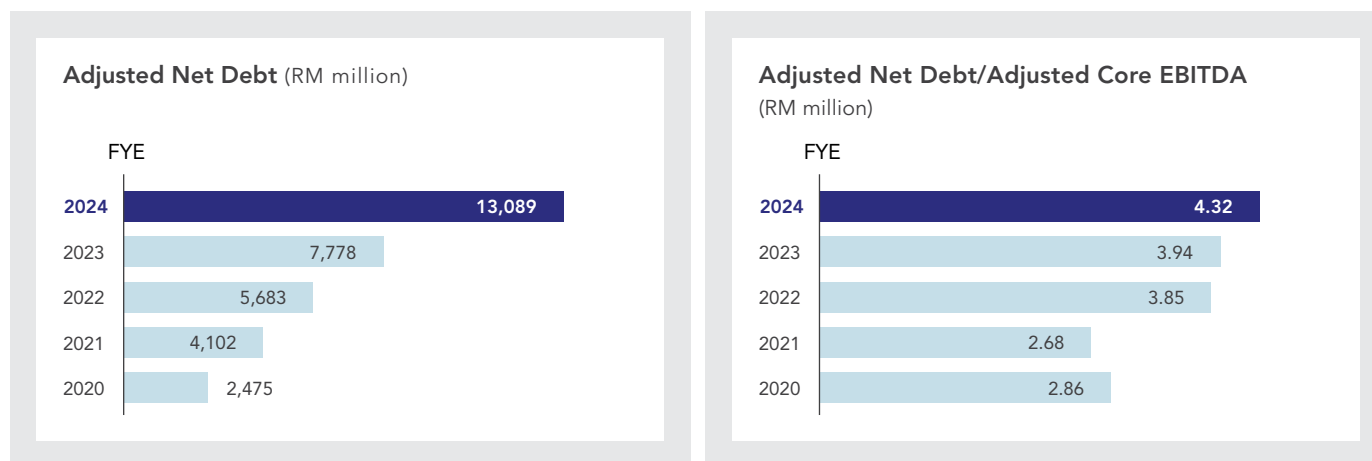 Adjusted Net Debt (RM million)
FYE
2024 13,089
2023 7,778
2022 5,683
2021 4,102
2020 2,475
Adjusted Net Debt/Adjusted Core EBITDA
(RM million)
FYE
2024 4.32
2023 3.94
2022 3.85
2021 2.68
2020 2.86